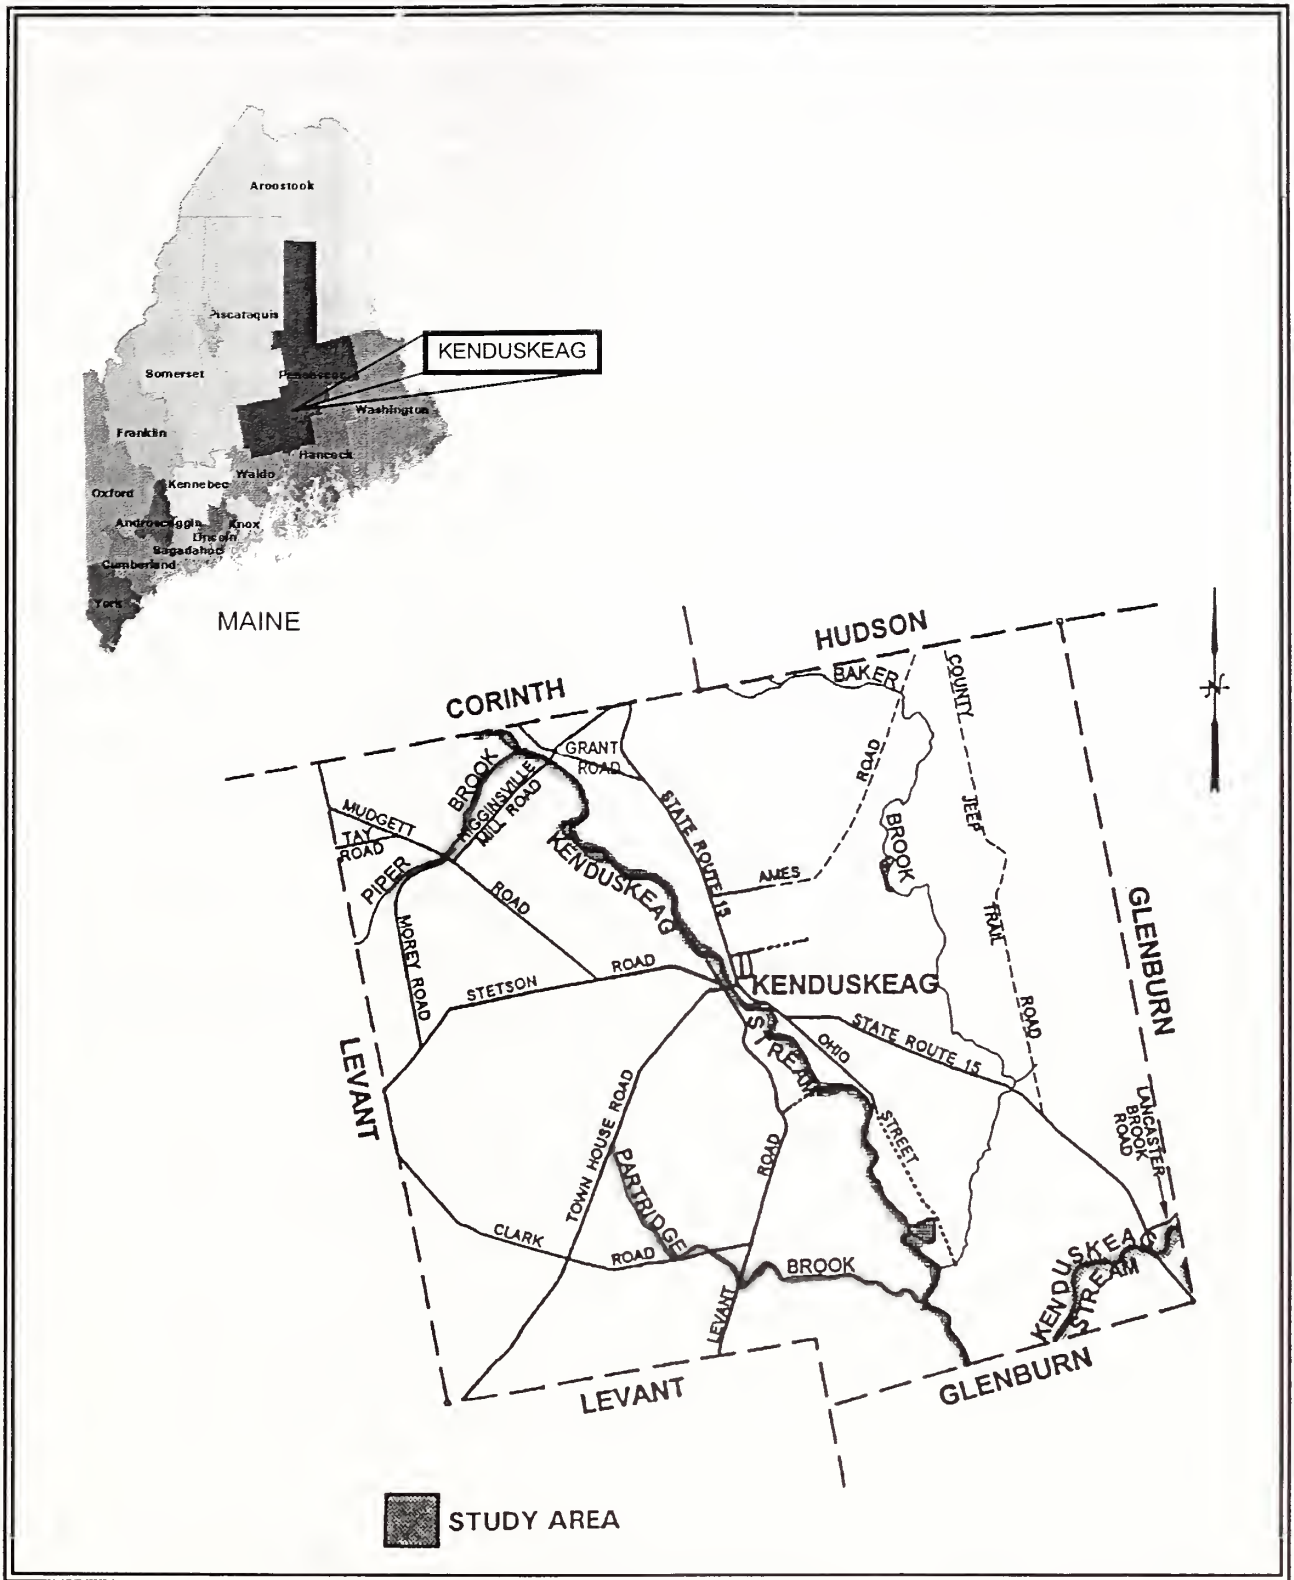 Aroostook
Piscataquis
KENDUSKEAG
Somerset
Penobscot
Washington
Franklin
Hancock
Waldo
Kennebec
Oxford
Androscoggin
Knox
Lincoln
Sagadahoc
Cumberland
York
MAINE
HUDSON
BAKER
COUNTY
CORINTH
GRANT
ROAD
ROAD
BROOK
HIGGINSVILLE
MILL ROAD
MUDGETT
TAY
ROAD
PIPER
STATE ROUTE 15
JEEP
BROOK
KENDUSKEAG
AMES
ROAD
TRAIL
GLENBURN
MOREY ROAD
STETSON
ROAD
KENDUSKEAG
ROAD
STREAM
OHIO
STATE ROUTE 15
LEVANT
TOWN HOUSE ROAD
STREET
LANCASTER
BROOK
ROAD
PARTRIDGE
ROAD
CLARK
ROAD
BROOK
LEVANT
KENDUSKEAG
STREAM
LEVANT
GLENBURN
N
STUDY AREA